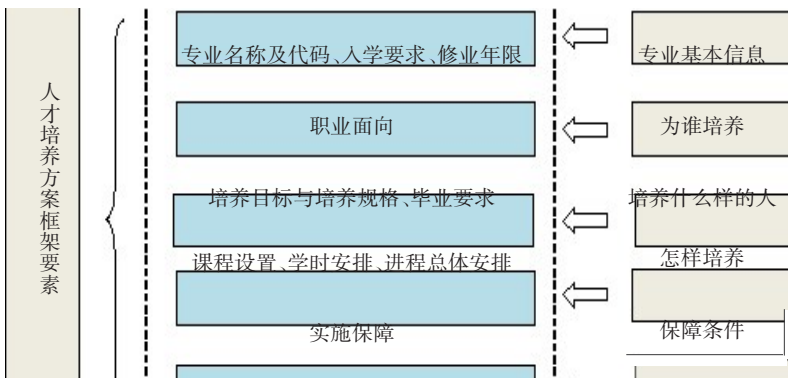 人才培养方案框架要素
专业名称及代码、入学要求、修业年限
专业基本信息
职业面向
为谁培养
培养目标与培养规格、毕业要求
培养什么样的人
课程设置、学时安排、进程总体安排
怎样培养
实施保障
保障条件